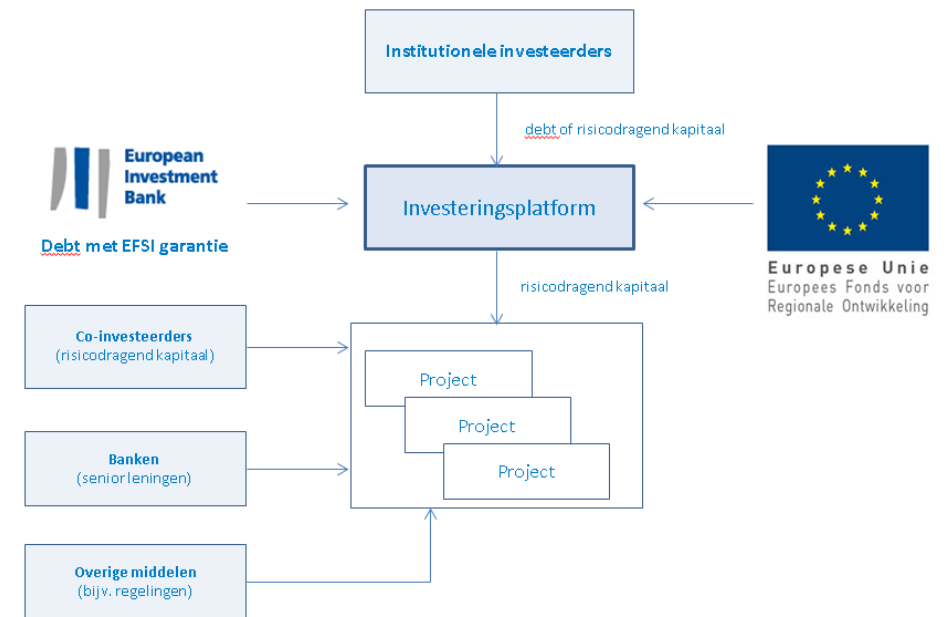 Institutionele investeerders
debt of risicodragend kapitaal
European
Investment
Bank
Debt met EFSI garantie
Investeringsplatform
Europese Unie
Europees Fonds voor
Regionale Ontwikkeling
risicodragend kapitaal
Co-investeerders
(risicodragend kapitaal)
Project
Project
Project
Banken
(senior leningen)
Overige middelen
(bijv. regelingen)